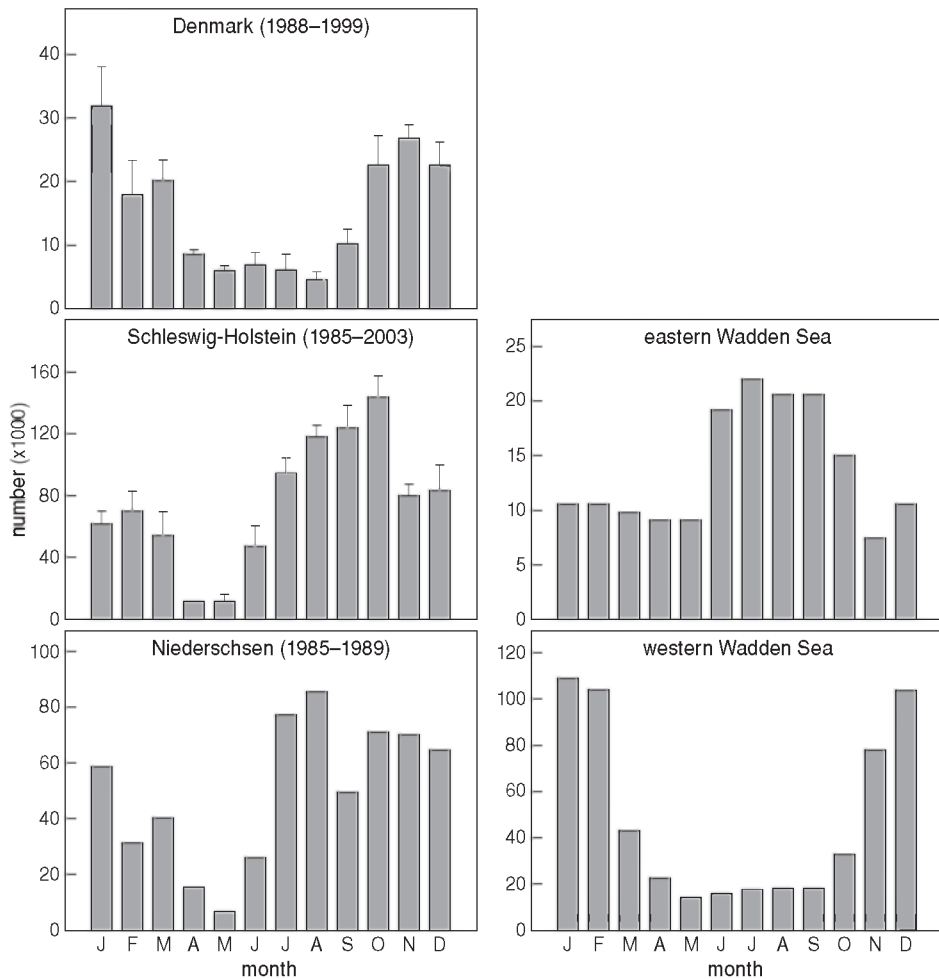 Denmark (1988–1999)
40
30
20
10
0
Schleswig-Holstein (1985–2003)
160
120
80
40
0
number (x1000)
eastern Wadden Sea
25
20
15
10
5
0
Niederschsen (1985–1989)
100
80
60
40
20
0
J F M A M J J A S O N D
month
western Wadden Sea
120
100
80
60
40
20
0
J F M A M J J A S O N D
month